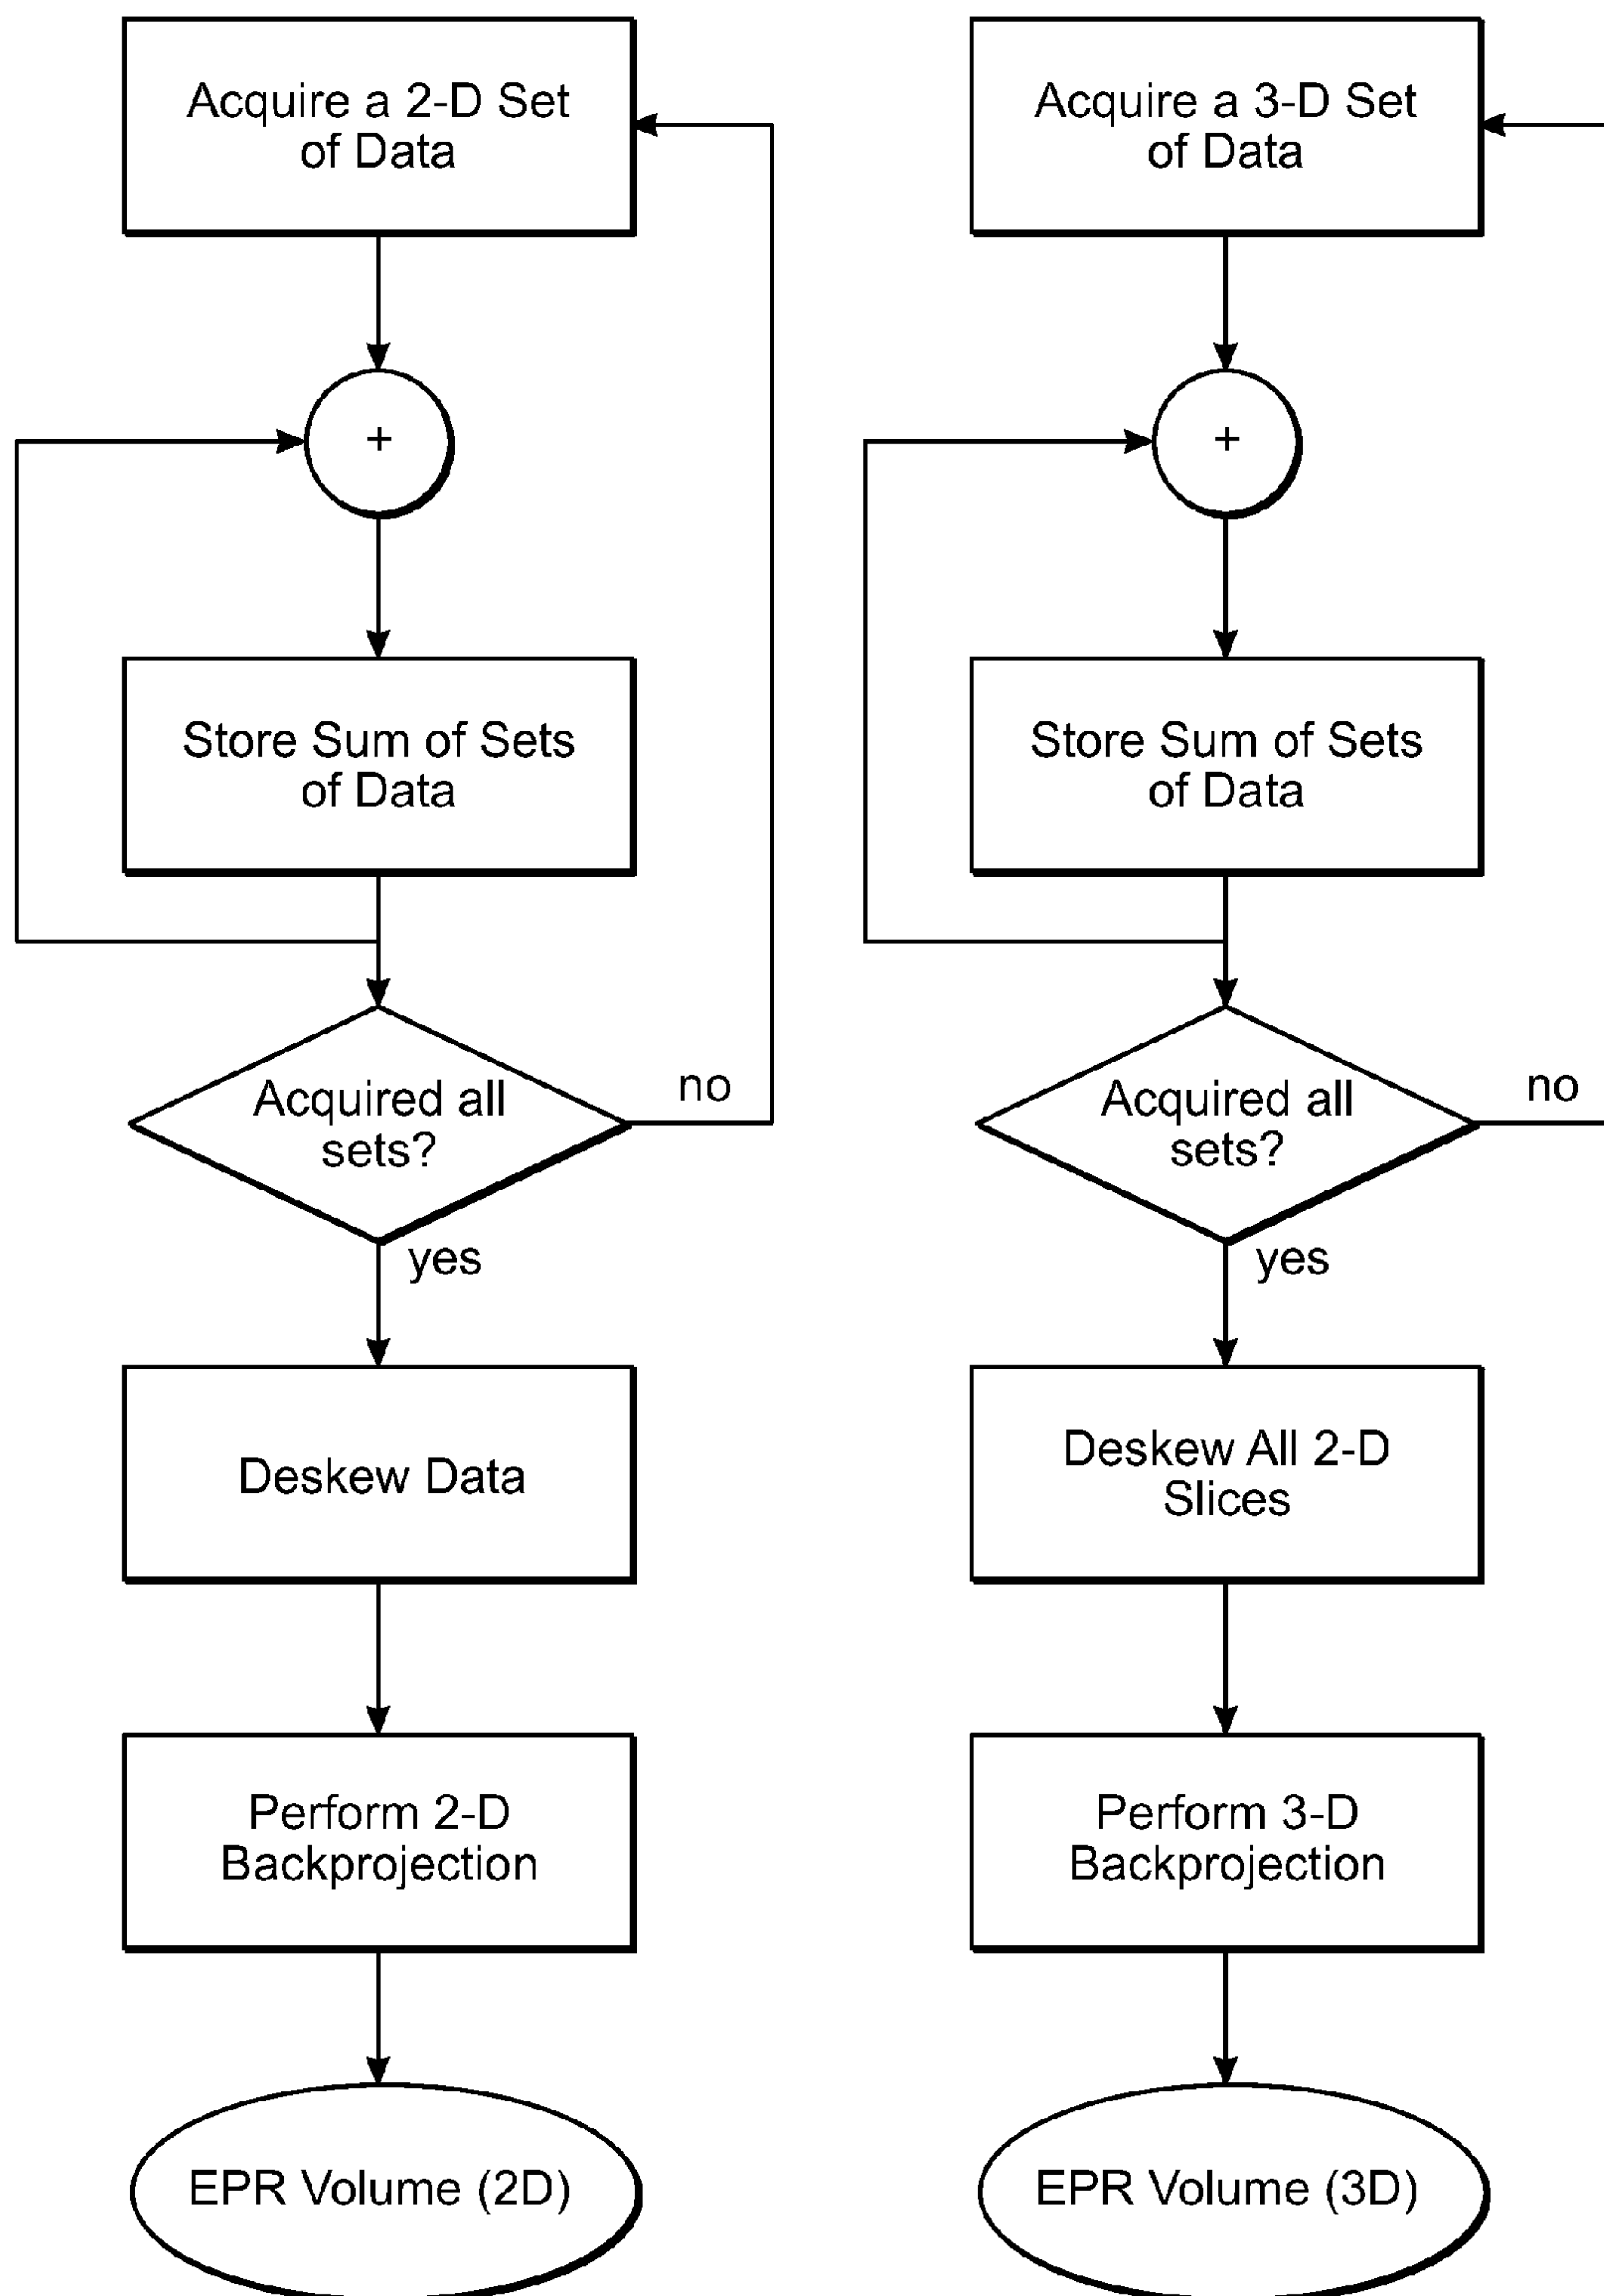 Acquire a 2-D Set
of Data
+
Store Sum of Sets
of Data
Acquired all
sets?
no
yes
Deskew Data
Perform 2-D
Backprojection
EPR Volume (2D)
Acquire a 3-D Set
of Data
+
Store Sum of Sets
of Data
Acquired all
sets?
no
yes
Deskew All 2-D
Slices
Perform 3-D
Backprojection
EPR Volume (3D)